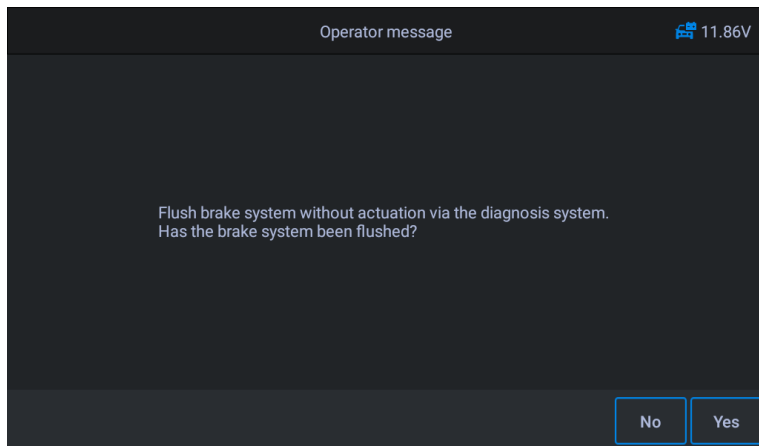 Operator message
11.86V
Flush brake system without actuation via the diagnosis system.
Has the brake system been flushed?
No
Yes